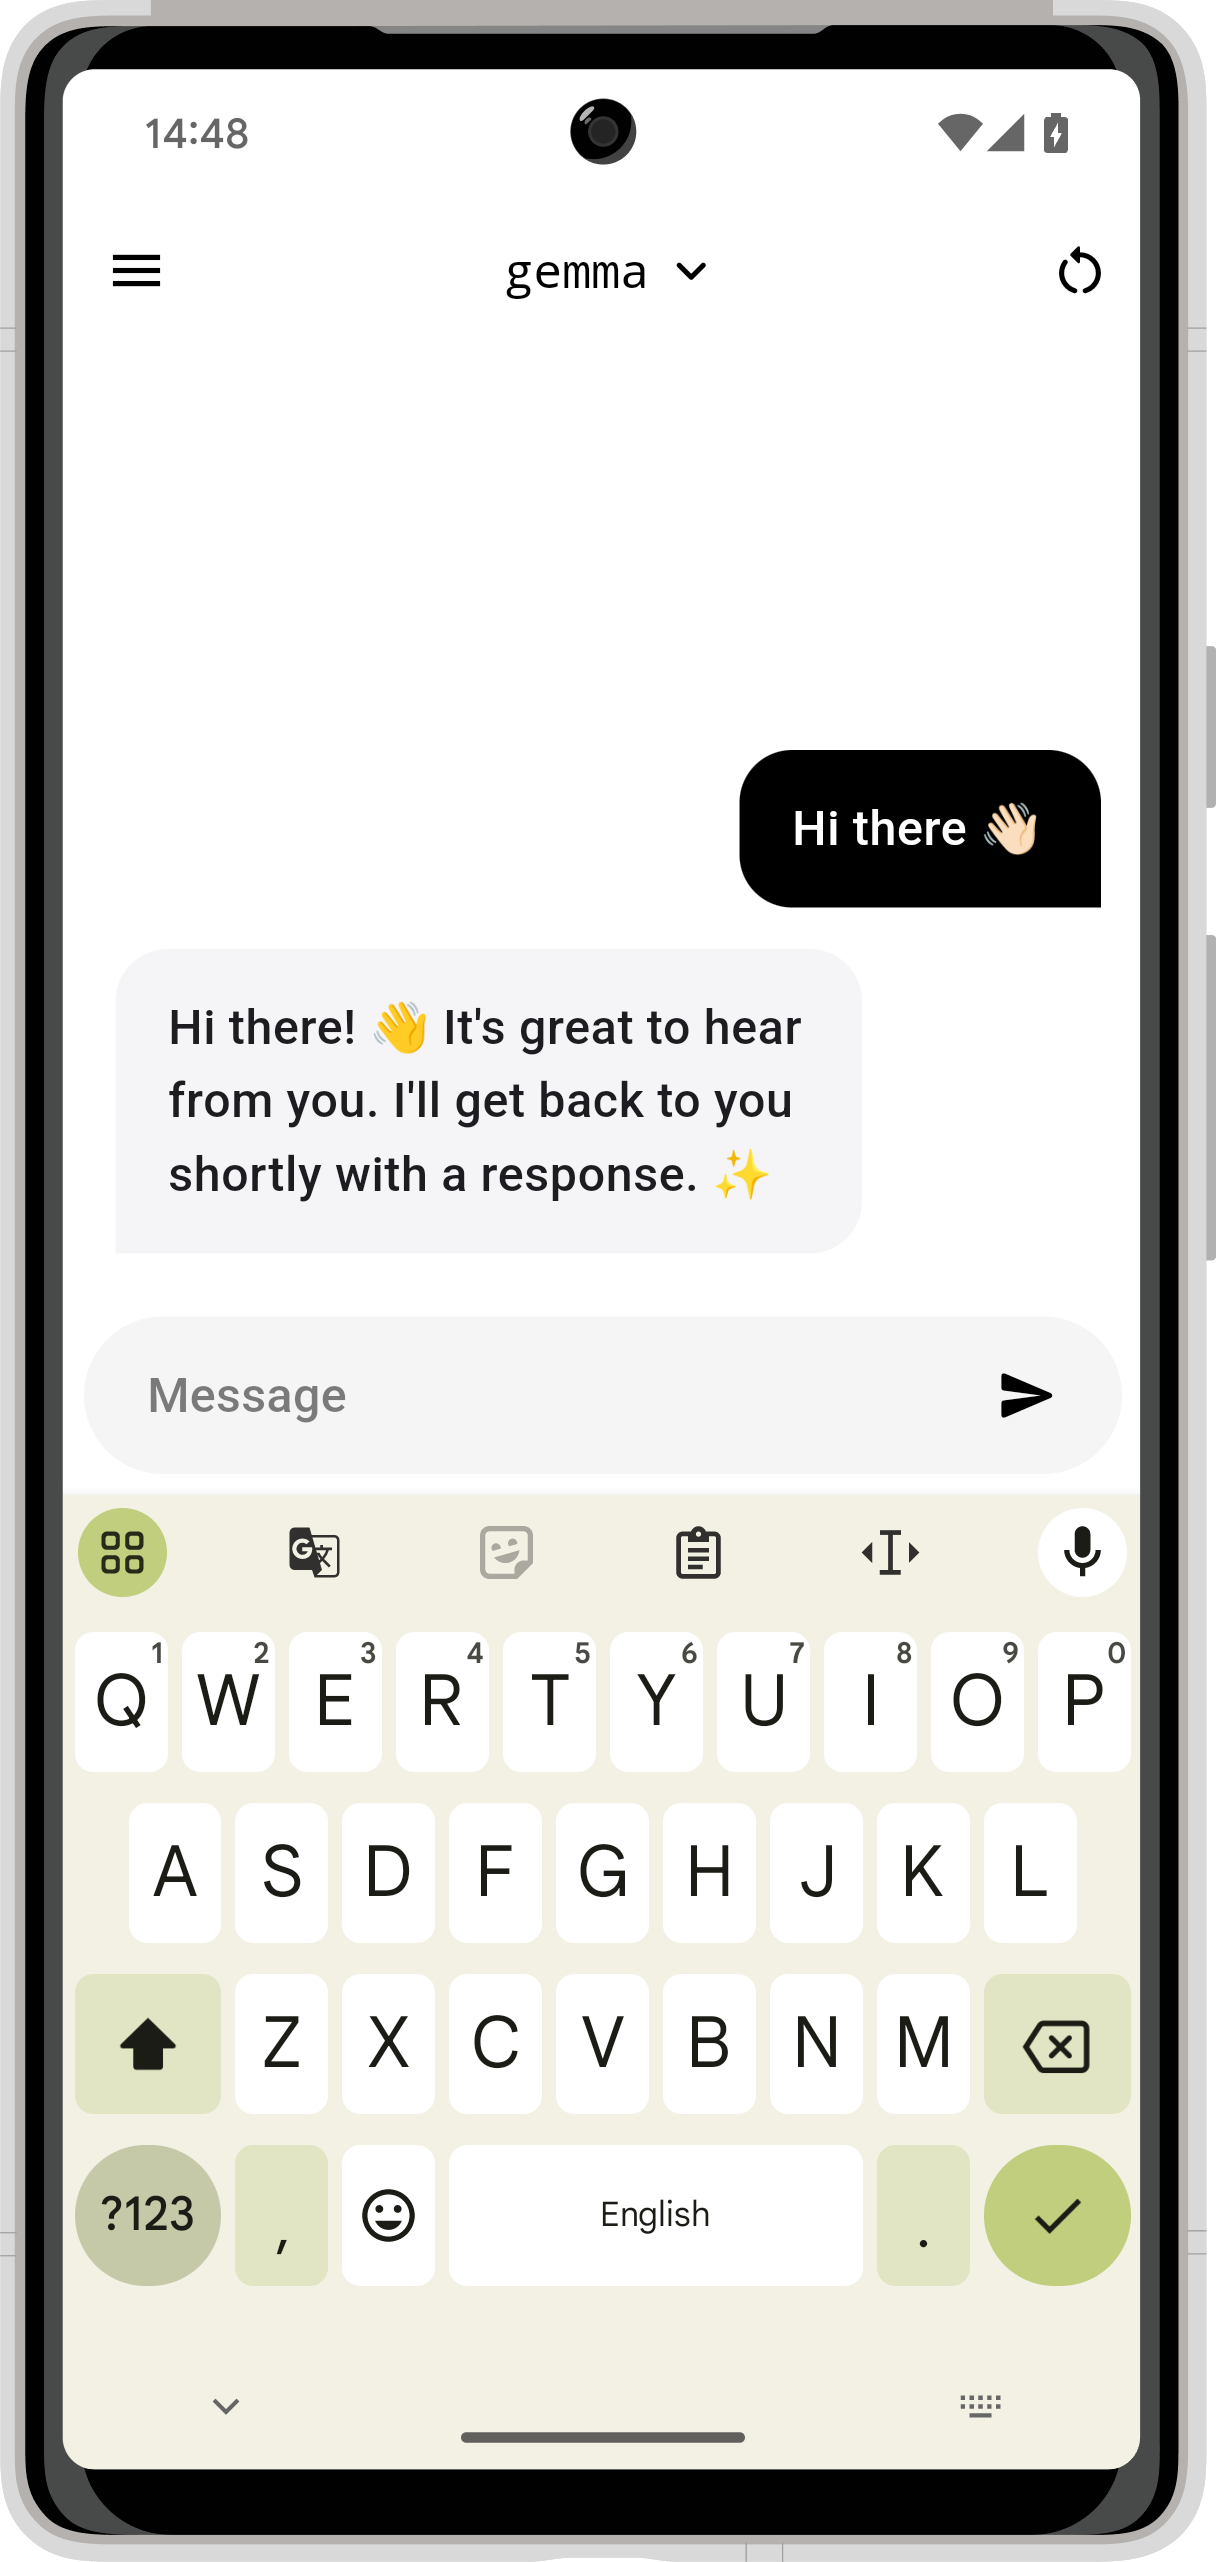 14:48
gemma
Hi there 👋🏻
Hi there! 👋 It's great to hear
from you. I'll get back to you
shortly with a response. ✨
Message
1 2 3 4 5 6 7 8 9 0
Q W E R T Y U I O P
A S D F G H J K L
Z X C V B N M
?123 , English .